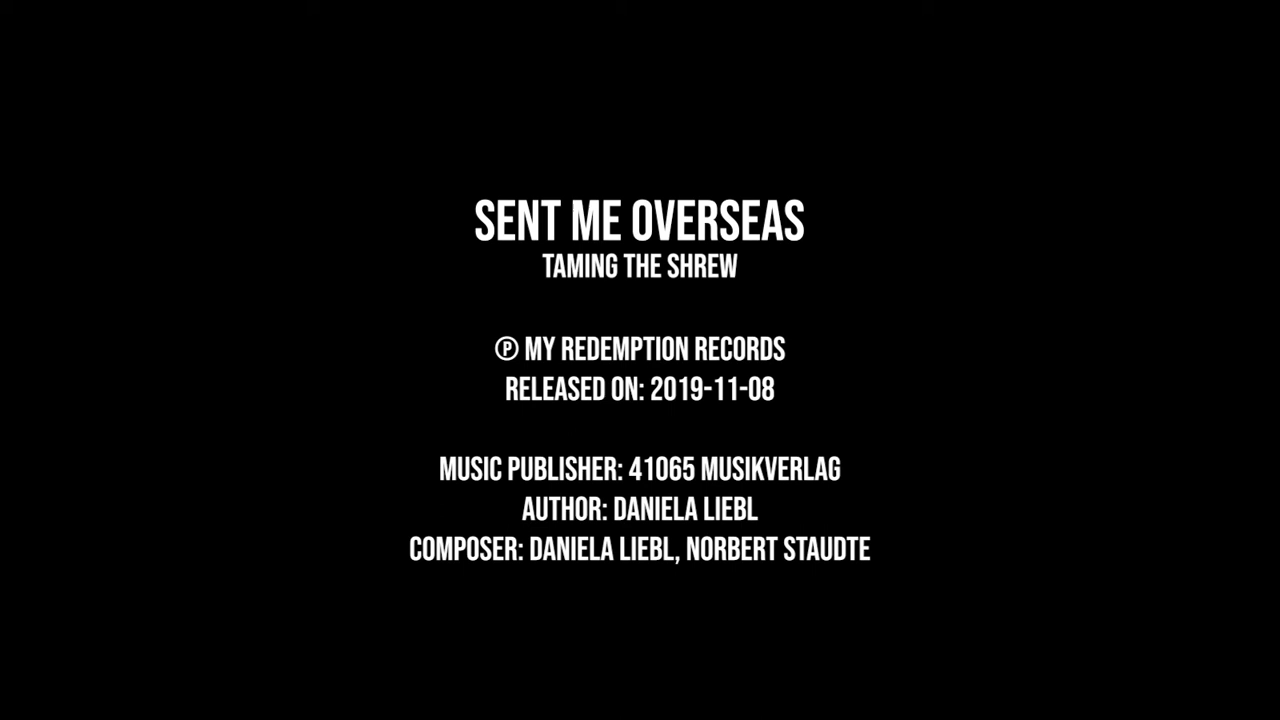 SENT ME OVERSEAS
TAMING THE SHREW
℗ MY REDEMPTION RECORDS
RELEASED ON: 2019-11-08
MUSIC PUBLISHER: 41065 MUSIKVERLAG
AUTHOR: DANIELA LIEBL
COMPOSER: DANIELA LIEBL, NORBERT STAUDTE